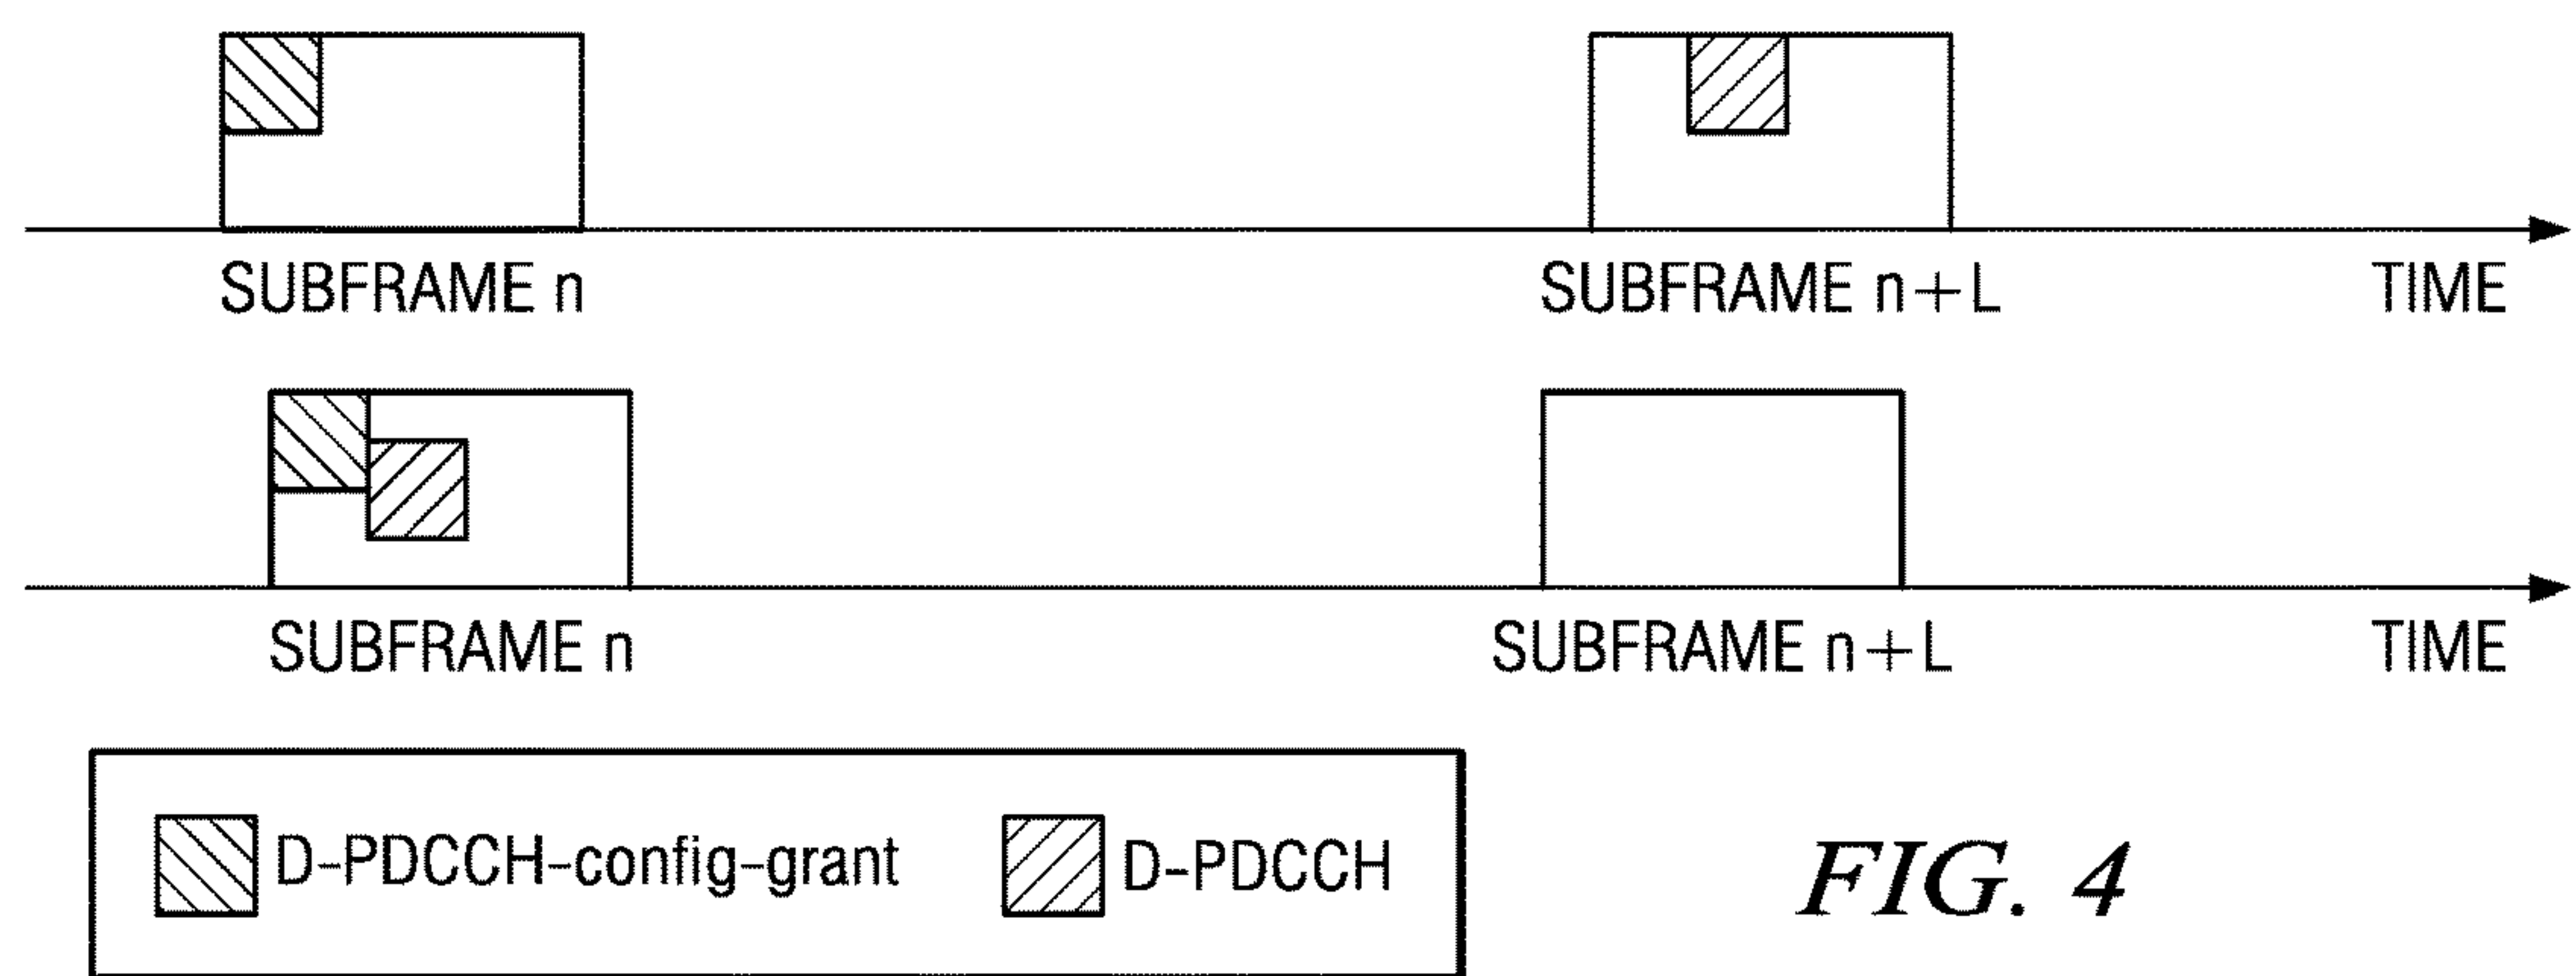 SUBFRAME n SUBFRAME n+L TIME
SUBFRAME n SUBFRAME n+L TIME
D-PDCCH-config-grant D-PDCCH
FIG. 4